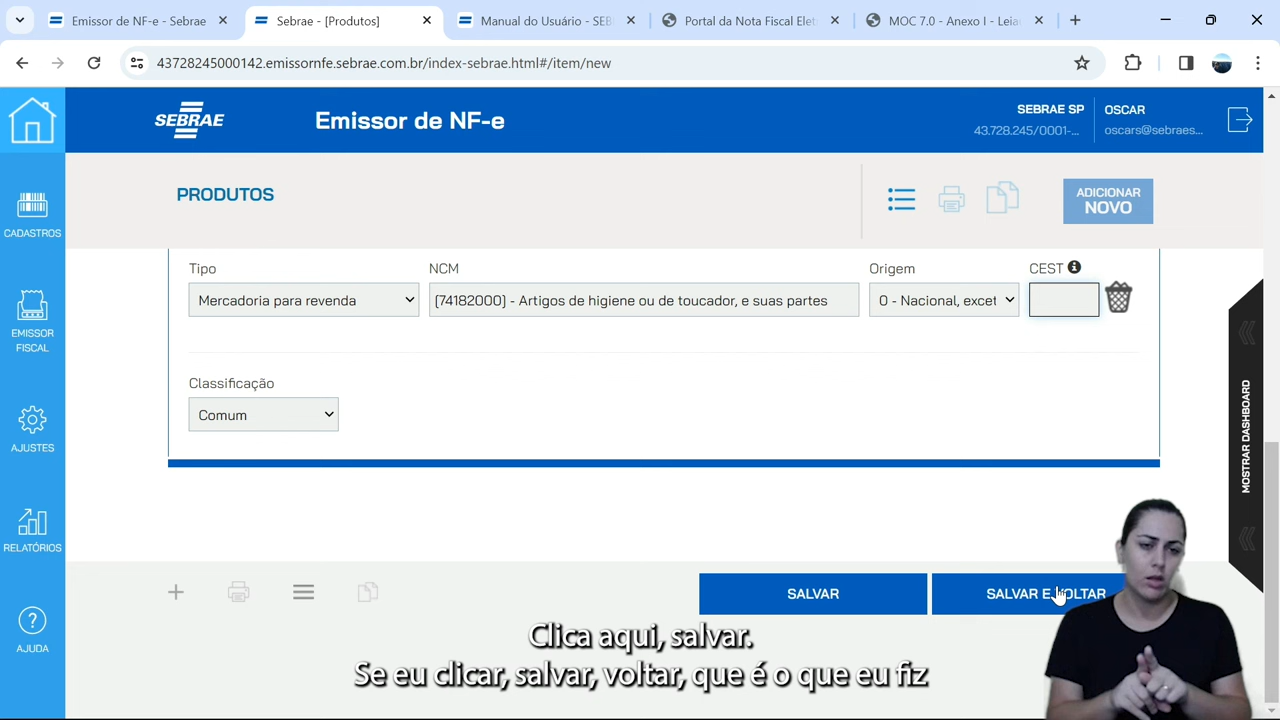 Emissor de NF-e - Sebrae
Sebrae - [Produtos]
Manual do Usuário - SEB
Portal da Nota Fiscal Elet
MOC 7.0 - Anexo I - Leia
43728245000142.emissornfe.sebrae.com.br/index-sebrae.html#/item/new
SEBRAE
Emissor de NF-e
SEBRAE SP
43.728.245/0001-...
OSCAR
oscars@sebraes...
CADASTROS
EMISSOR
FISCAL
AJUSTES
RELATÓRIOS
AJUDA
PRODUTOS
ADICIONAR
NOVO
Tipo
NCM
Origem
CEST
Mercadoria para revenda
[74182000] - Artigos de higiene ou de toucador, e suas partes
0 - Nacional, excet
Classificação
Comum
MOSTRAR DASHBOARD
SALVAR
SALVAR E VOLTAR
Clica aqui, salvar.
Se eu clicar, salvar, voltar, que é o que eu fiz